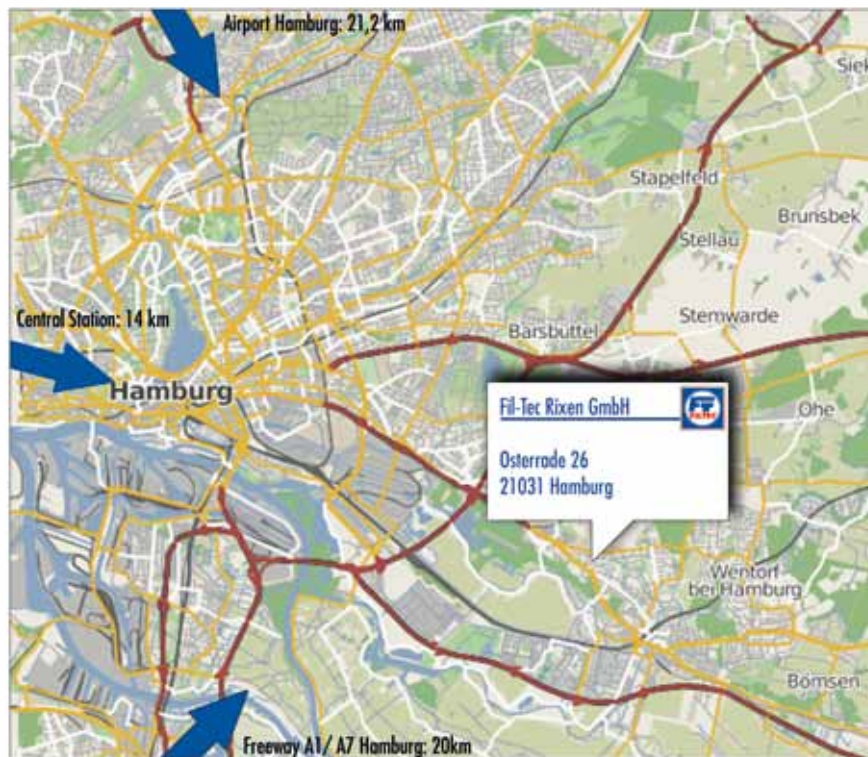 Airport Hamburg: 21,2 km
Siek
Stapelfeld
Brunsbek
Stellau
Central Station: 14 km
Stemwarde
Barsbüttel
Hamburg
Fil-Tec Rixen GmbH
FILTEC
Ohe
Osterrade 26
21031 Hamburg
Wentorf
bei Hamburg
Börnsen
Freeway A1/ A7 Hamburg: 20km